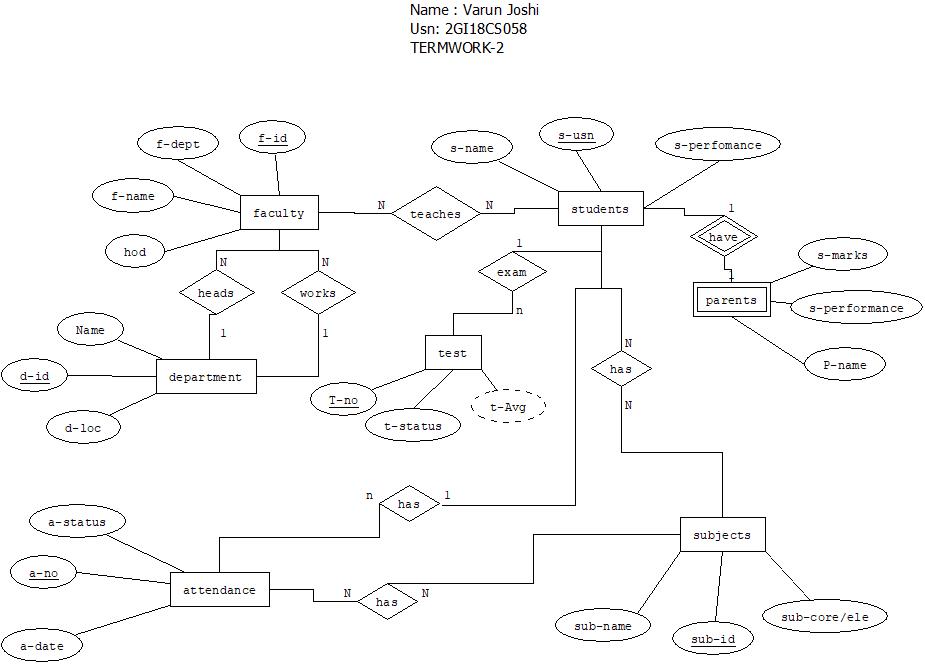 Name : Varun Joshi
Usn: 2GI18CS058
TERMWORK-2
f-dept
f-id
s-name
s-usn
s-perfomance
f-name
faculty
N
teaches
N
students
1
have
hod
N
heads
N
works
1
exam
n
1
parents
s-marks
s-performance
P-name
Name
1
1
test
N
has
N
d-id
department
T-no
t-status
t-Avg
d-loc
n
has
1
a-status
subjects
a-no
attendance
N
has
N
a-date
sub-name
sub-id
sub-core/ele